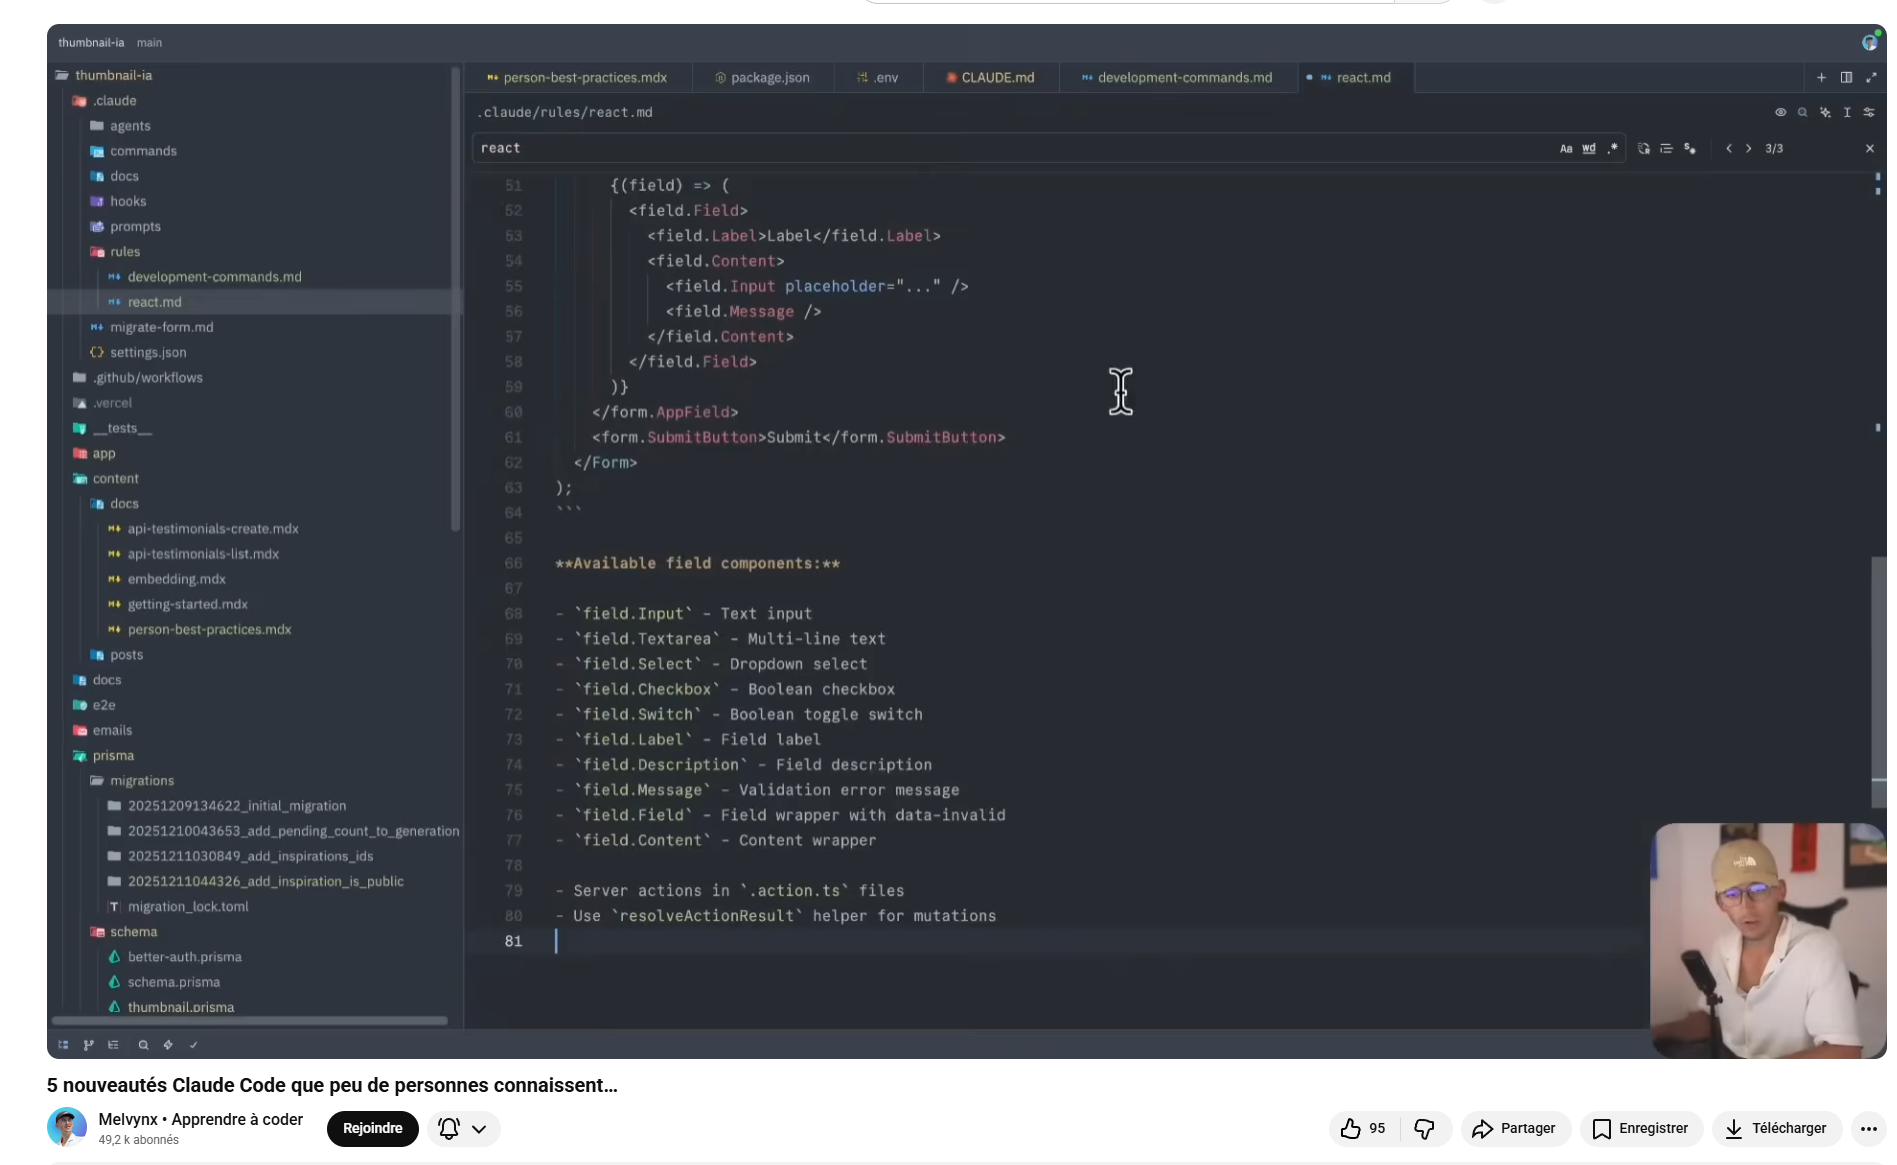 thumbnail-ia main
thumbnail-ia
.claude
agents
commands
docs
hooks
prompts
rules
development-commands.md
react.md
migrate-form.md
settings.json
.github/workflows
.vercel
__tests__
app
content
docs
api-testimonials-create.mdx
api-testimonials-list.mdx
embedding.mdx
getting-started.mdx
person-best-practices.mdx
posts
docs
e2e
emails
prisma
migrations
20251209134622_initial_migration
20251210043653_add_pending_count_to_generation
20251211030849_add_inspirations_ids
20251211044326_add_inspiration_is_public
migration_lock.toml
schema
better-auth.prisma
schema.prisma
thumbnail.prisma
person-best-practices.mdx package.json .env CLAUDE.md development-commands.md react.md
.claude/rules/react.md
react Aa wd .* 3/3
51 {(field) => (
52 <field.Field>
53 <field.Label>Label</field.Label>
54 <field.Content>
55 <field.Input placeholder="..." />
56 <field.Message />
57 </field.Content>
58 </field.Field>
59 )}
60 </form.AppField>
61 <form.SubmitButton>Submit</form.SubmitButton>
62 </Form>
63 );
64 ```
65
66 **Available field components:**
67
68 - `field.Input` - Text input
69 - `field.Textarea` - Multi-line text
70 - `field.Select` - Dropdown select
71 - `field.Checkbox` - Boolean checkbox
72 - `field.Switch` - Boolean toggle switch
73 - `field.Label` - Field label
74 - `field.Description` - Field description
75 - `field.Message` - Validation error message
76 - `field.Field` - Field wrapper with data-invalid
77 - `field.Content` - Content wrapper
78
79 - Server actions in `.action.ts` files
80 - Use `resolveActionResult` helper for mutations
81
5 nouveautés Claude Code que peu de personnes connaissent...
Melvynx • Apprendre à coder
49,2 k abonnés
Rejoindre
95
Partager
Enregistrer
Télécharger